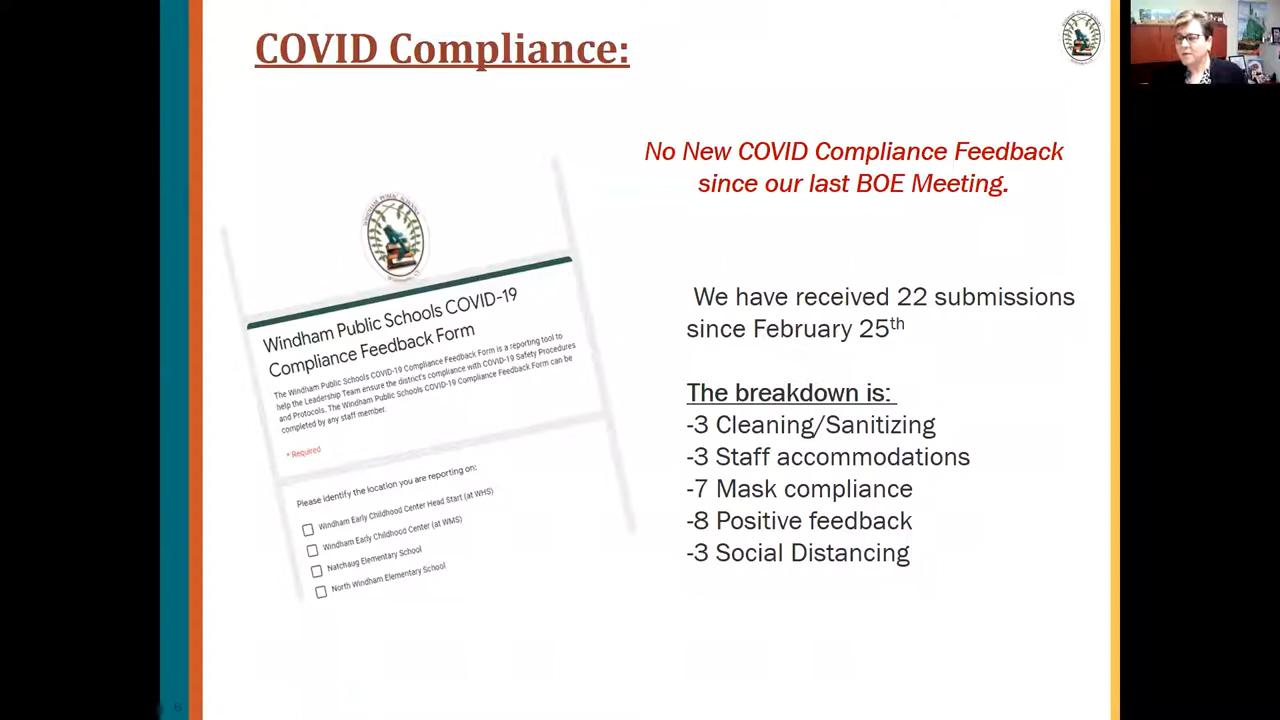 COVID Compliance:
No New COVID Compliance Feedback
since our last BOE Meeting.
WINDHAM PUBLIC SCHOOLS
Windham Public Schools COVID-19
Compliance Feedback Form
The Windham Public Schools COVID-19 Compliance Feedback Form is a reporting tool to
help the Leadership Team ensure the district's compliance with COVID-19 Safety Procedures
and Protocols. The Windham Public Schools COVID-19 Compliance Feedback Form can be
completed by any staff member.
* Required
Please identify the location you are reporting on:
Windham Early Childhood Center Head Start (at WHS)
Windham Early Childhood Center (at WMS)
Natchaug Elementary School
North Windham Elementary School
We have received 22 submissions
since February 25th
The breakdown is:
-3 Cleaning/Sanitizing
-3 Staff accommodations
-7 Mask compliance
-8 Positive feedback
-3 Social Distancing
6